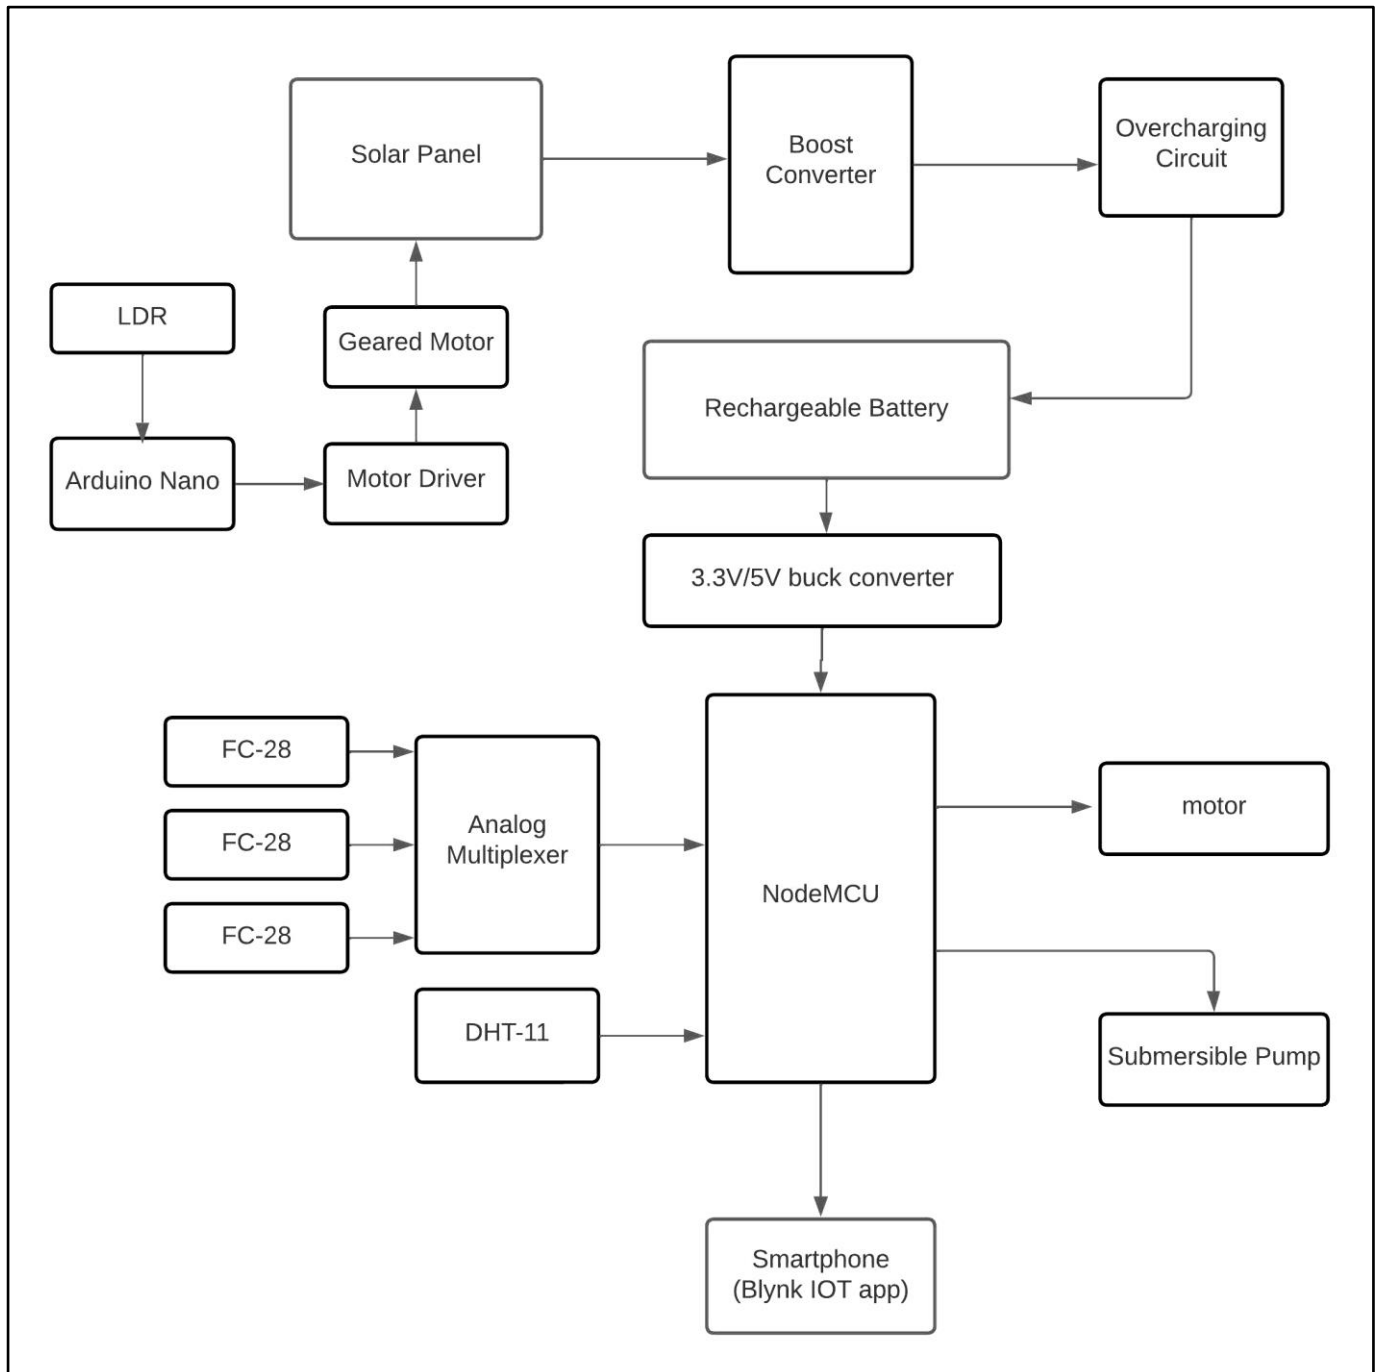 Solar Panel
Boost
Converter
Overcharging
Circuit
LDR
Geared Motor
Rechargeable Battery
Arduino Nano
Motor Driver
3.3V/5V buck converter
FC-28
FC-28
FC-28
Analog
Multiplexer
NodeMCU
motor
DHT-11
Submersible Pump
Smartphone
(Blynk IOT app)